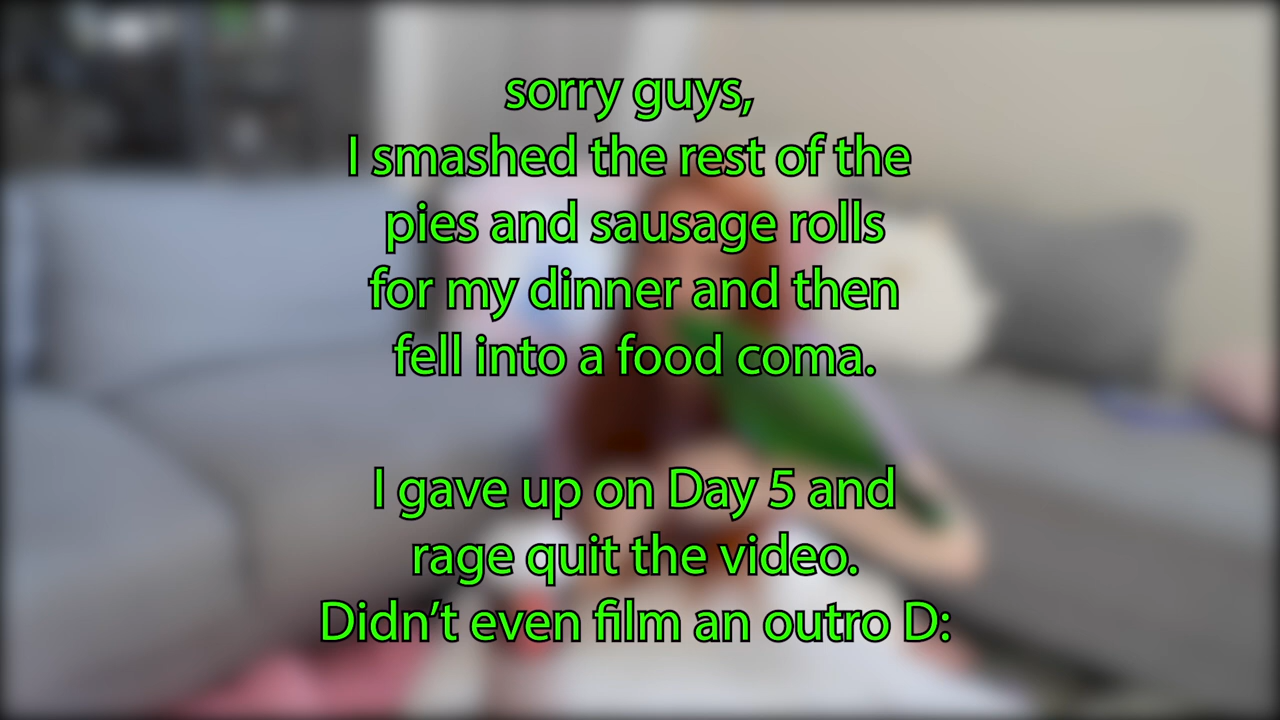 sorry guys,
I smashed the rest of the
pies and sausage rolls
for my dinner and then
fell into a food coma.
I gave up on Day 5 and
rage quit the video.
Didn’t even film an outro D: